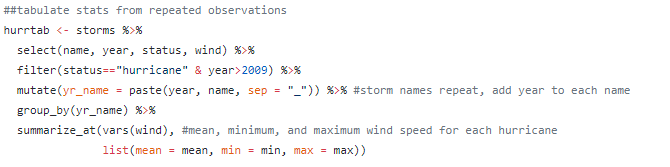 ##tabulate stats from repeated observations
hurrtab <- storms %>%
  select(name, year, status, wind) %>%
  filter(status=="hurricane" & year>2009) %>%
  mutate(yr_name = paste(year, name, sep = "_")) %>% #storm names repeat, add year to each name
  group_by(yr_name) %>%
  summarize_at(vars(wind), #mean, minimum, and maximum wind speed for each hurricane
               list(mean = mean, min = min, max = max))